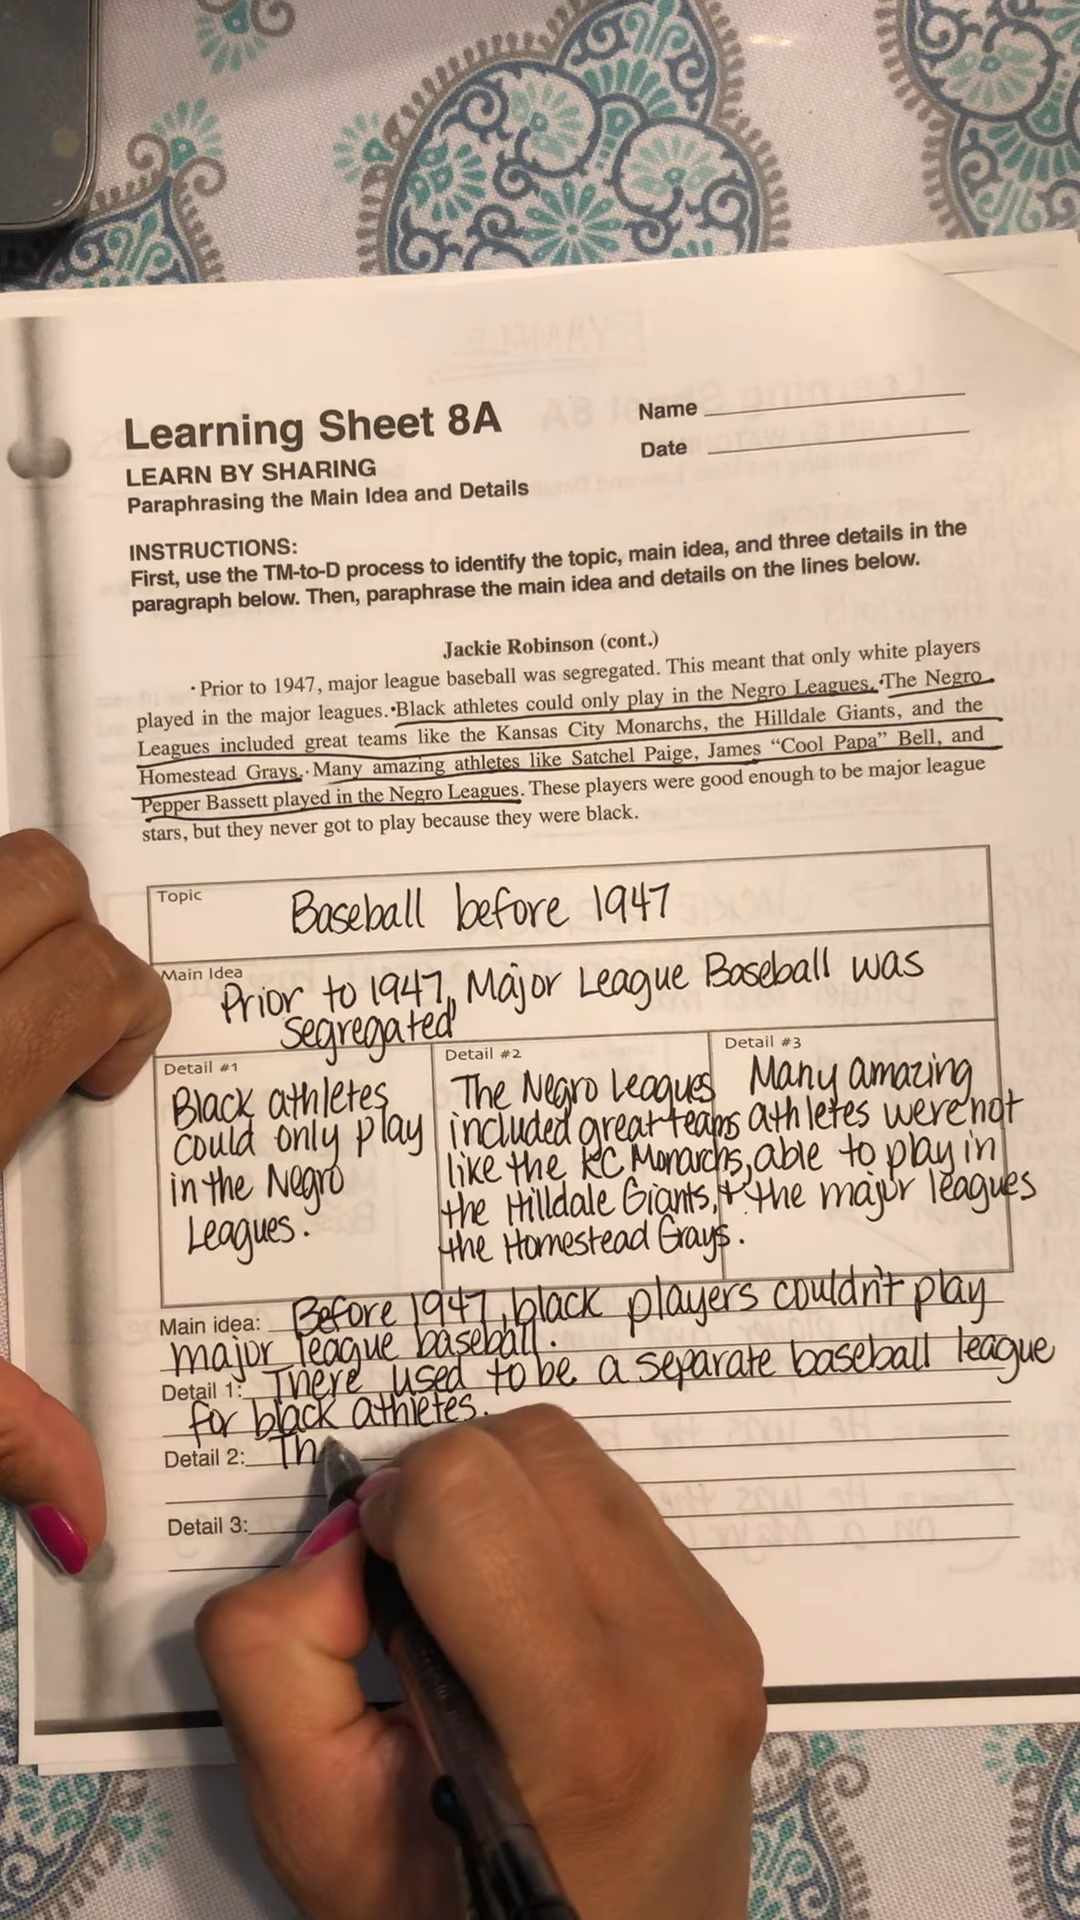 Learning Sheet 8A
Name
Date
LEARN BY SHARING
Paraphrasing the Main Idea and Details
INSTRUCTIONS:
First, use the TM-to-D process to identify the topic, main idea, and three details in the
paragraph below. Then, paraphrase the main idea and details on the lines below.
Jackie Robinson (cont.)
Prior to 1947, major league baseball was segregated. This meant that only white players
played in the major leagues. Black athletes could only play in the Negro Leagues. The Negro
Leagues included great teams like the Kansas City Monarchs, the Hilldale Giants, and the
Homestead Grays. Many amazing athletes like Satchel Paige, James “Cool Papa” Bell, and
Pepper Bassett played in the Negro Leagues. These players were good enough to be major league
stars, but they never got to play because they were black.
Topic
Baseball before 1947
Main Idea
Prior to 1947, Major League Baseball was
segregated
Detail #1
Black athletes
could only play
in the Negro
Leagues.
Detail #2
The Negro Leagues
included great teams
like the KC Monarchs,
the Hilldale Giants, +
the Homestead Grays.
Detail #3
Many amazing
athletes were not
able to play in
the major leagues
Main idea: Before 1947, black players couldn't play
major league baseball.
Detail 1: There used to be a separate baseball league
for black athletes.
Detail 2: Th
Detail 3: